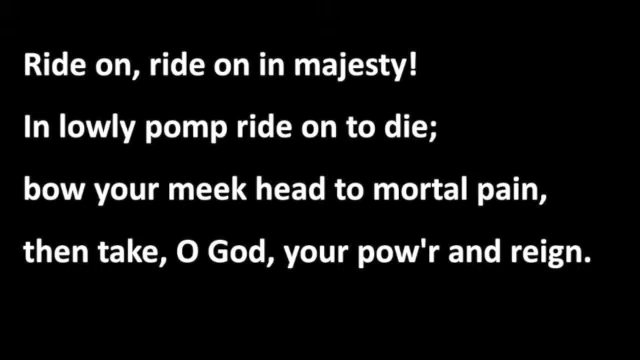 Ride on, ride on in majesty!
In lowly pomp ride on to die;
bow your meek head to mortal pain,
then take, O God, your pow'r and reign.